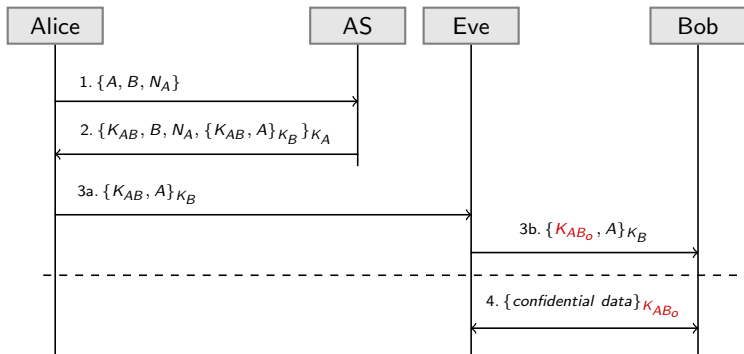 Alice AS Eve Bob
1. {A, B, N_A}
2. {K_AB, B, N_A, {K_AB, A}_K_B}_K_A
3a. {K_AB, A}_K_B
3b. {K_AB_o, A}_K_B
4. {confidential data}_K_AB_o